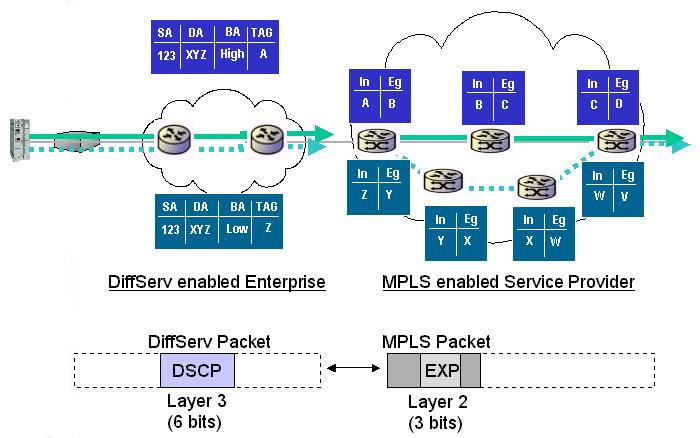 SA DA BA TAG
123 XYZ High A
In Eg
A B
In Eg
B C
In Eg
C D
SA DA BA TAG
123 XYZ Low Z
In Eg
Z Y
In Eg
Y X
In Eg
X W
In Eg
W V
DiffServ enabled Enterprise
MPLS enabled Service Provider
DiffServ Packet
DSCP
Layer 3
(6 bits)
MPLS Packet
EXP
Layer 2
(3 bits)